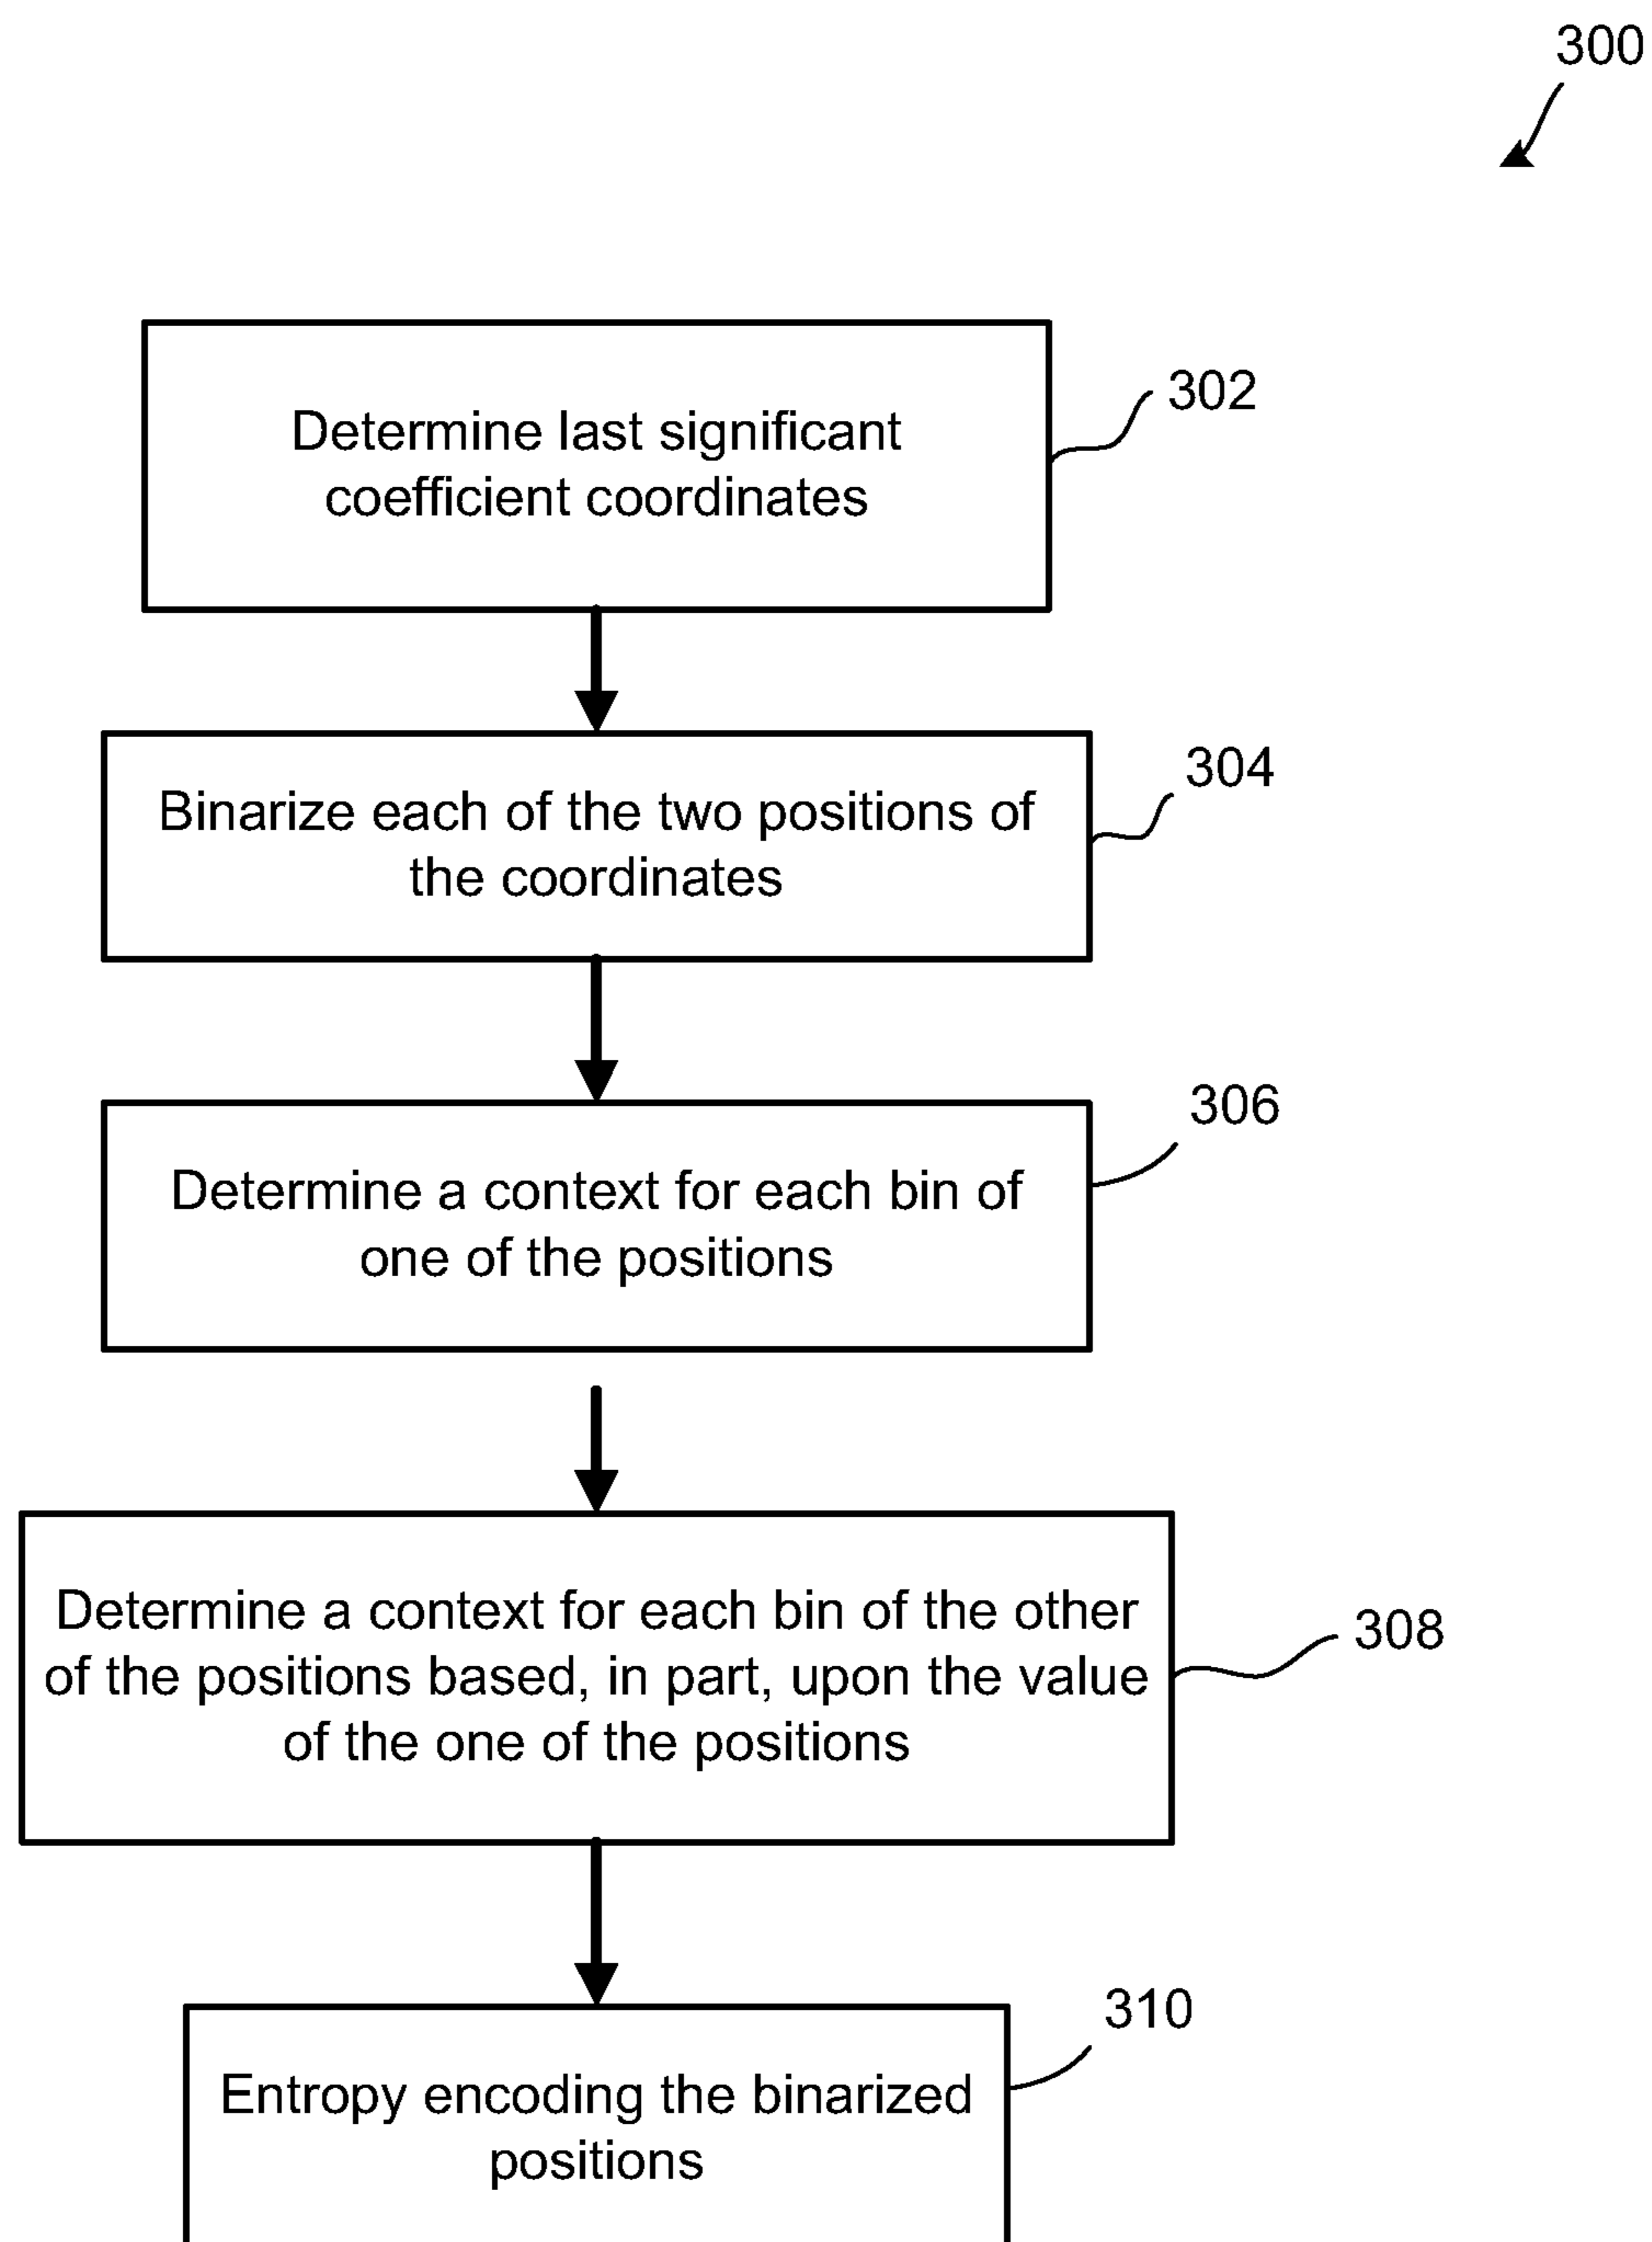 300
Determine last significant
coefficient coordinates
302
Binarize each of the two positions of
the coordinates
304
Determine a context for each bin of
one of the positions
306
Determine a context for each bin of the other
of the positions based, in part, upon the value
of the one of the positions
308
Entropy encoding the binarized
positions
310